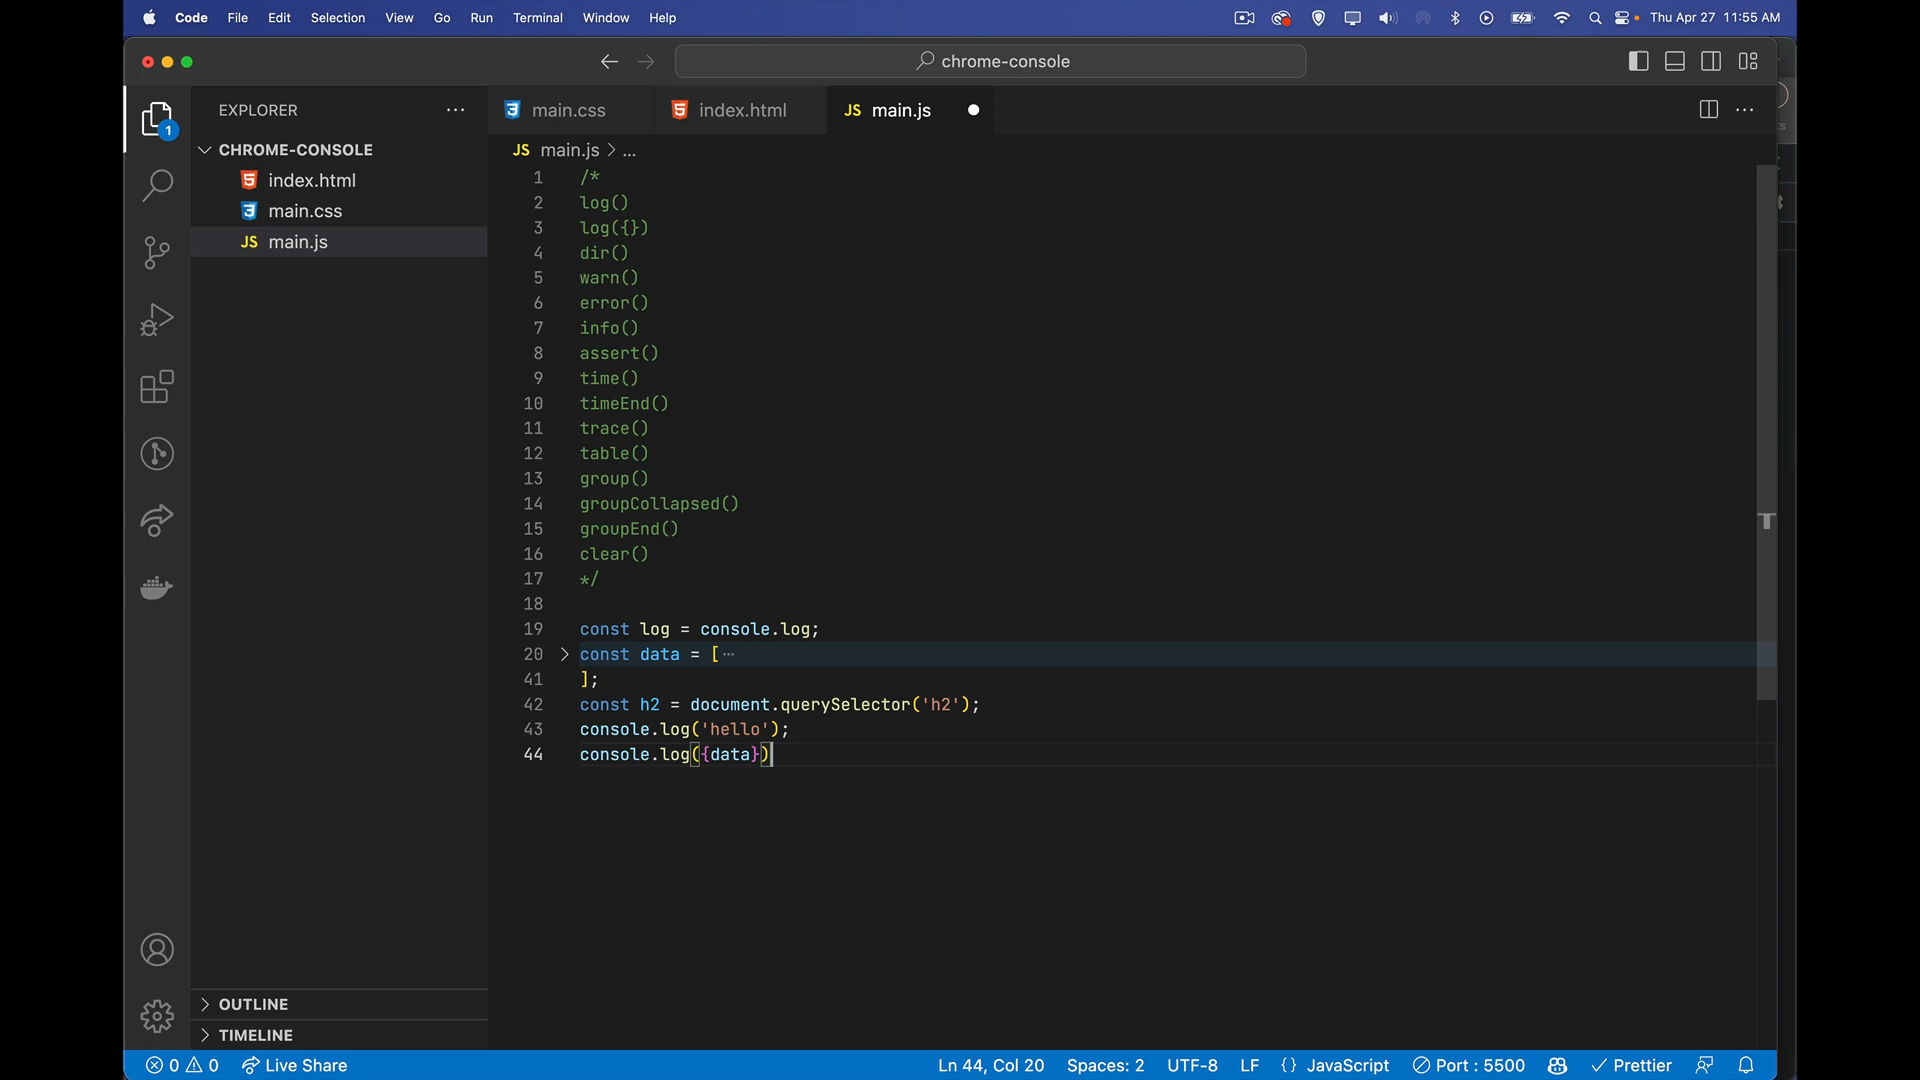 Code File Edit Selection View Go Run Terminal Window Help Thu Apr 27 11:55 AM
chrome-console
EXPLORER ...
main.css index.html JS main.js
JS main.js > ...
1
CHROME-CONSOLE
index.html
main.css
JS main.js
1 /*
2 log()
3 log({})
4 dir()
5 warn()
6 error()
7 info()
8 assert()
9 time()
10 timeEnd()
11 trace()
12 table()
13 group()
14 groupCollapsed()
15 groupEnd()
16 clear()
17 */
18
19 const log = console.log;
20 const data = [ ...
41 ];
42 const h2 = document.querySelector('h2');
43 console.log('hello');
44 console.log({data})
OUTLINE
TIMELINE
0 0 Live Share Ln 44, Col 20 Spaces: 2 UTF-8 LF {} JavaScript Port : 5500 Prettier